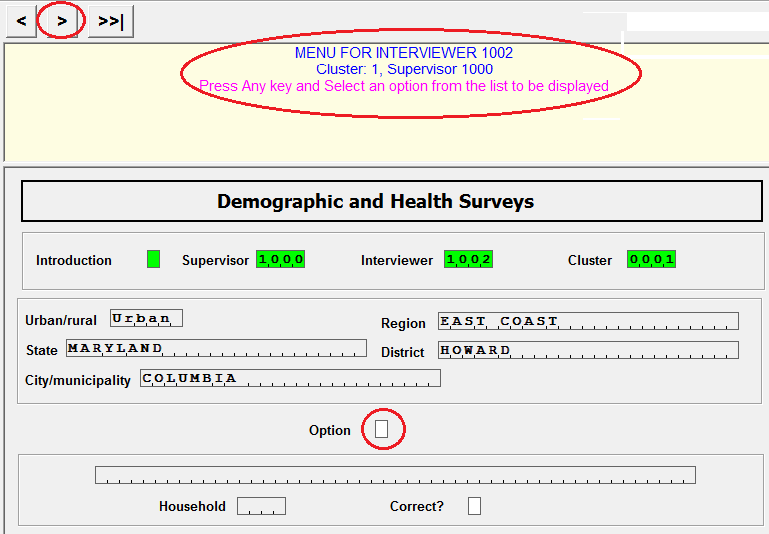 < > >>|
MENU FOR INTERVIEWER 1002
Cluster: 1, Supervisor 1000
Press Any key and Select an option from the list to be displayed
Demographic and Health Surveys
Introduction Supervisor 1000 Interviewer 1002 Cluster 0001
Urban/rural Urban Region EAST COAST
State MARYLAND District HOWARD
City/municipality COLUMBIA
Option
Household Correct?